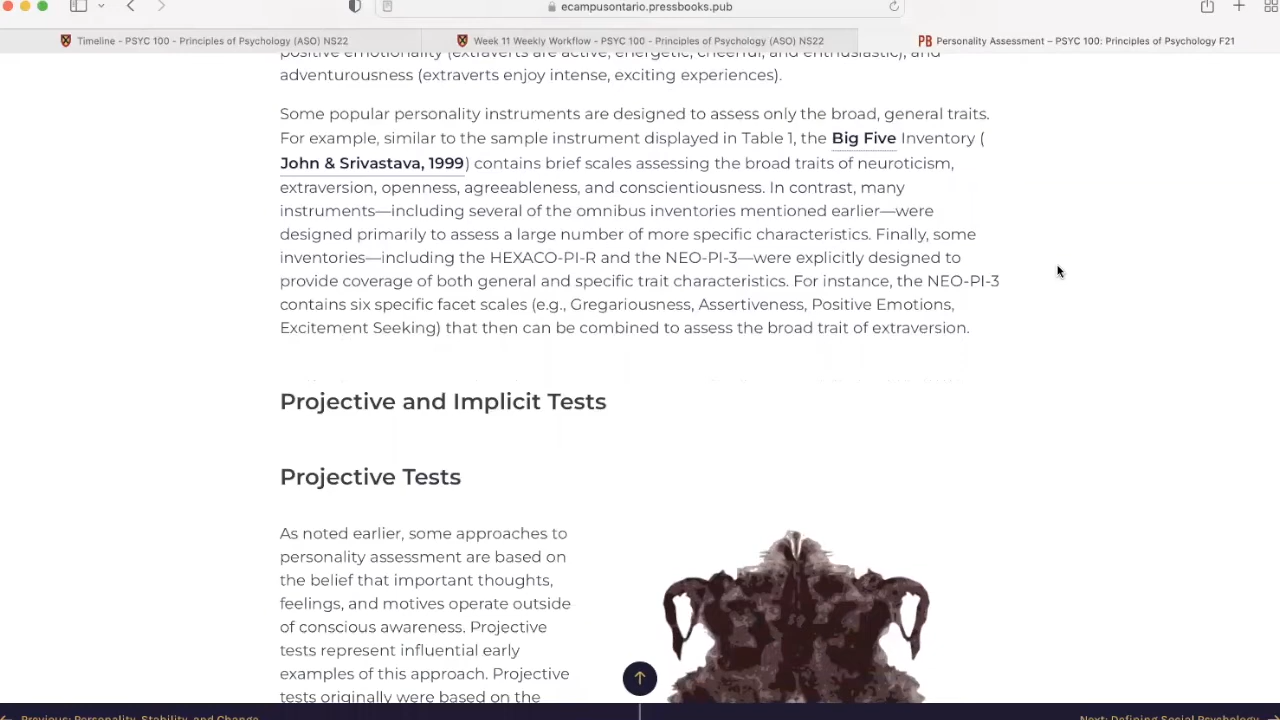 ecampusontario.pressbooks.pub
Timeline - PSYC 100 - Principles of Psychology (ASO) NS22
Week 11 Weekly Workflow - PSYC 100 - Principles of Psychology (ASO) NS22
PB Personality Assessment – PSYC 100: Principles of Psychology F21
positive emotionality (extraverts are active, energetic, cheerful, and enthusiastic), and
adventurousness (extraverts enjoy intense, exciting experiences).
Some popular personality instruments are designed to assess only the broad, general traits.
For example, similar to the sample instrument displayed in Table 1, the Big Five Inventory (
John & Srivastava, 1999) contains brief scales assessing the broad traits of neuroticism,
extraversion, openness, agreeableness, and conscientiousness. In contrast, many
instruments—including several of the omnibus inventories mentioned earlier—were
designed primarily to assess a large number of more specific characteristics. Finally, some
inventories—including the HEXACO-PI-R and the NEO-PI-3—were explicitly designed to
provide coverage of both general and specific trait characteristics. For instance, the NEO-PI-3
contains six specific facet scales (e.g., Gregariousness, Assertiveness, Positive Emotions,
Excitement Seeking) that then can be combined to assess the broad trait of extraversion.
Projective and Implicit Tests
Projective Tests
As noted earlier, some approaches to
personality assessment are based on
the belief that important thoughts,
feelings, and motives operate outside
of conscious awareness. Projective
tests represent influential early
examples of this approach. Projective
tests originally were based on the
Previous: Personality, Stability, and Change
Next: Defining Social Psychology